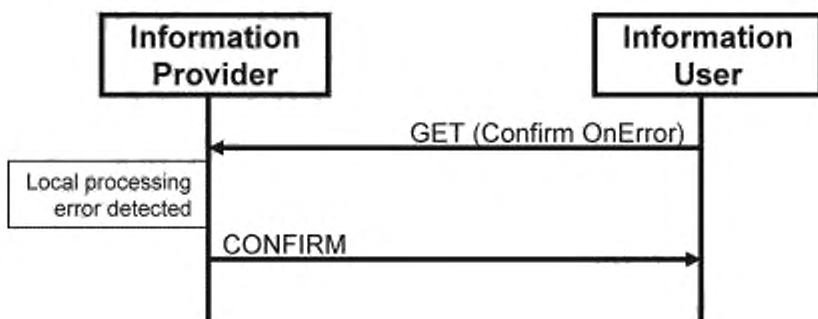 Information
Provider
Information
User
GET (Confirm OnError)
Local processing
error detected
CONFIRM